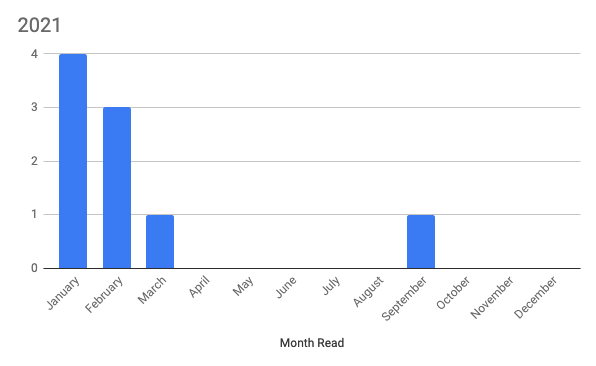 2021
4
3
2
1
0
January
February
March
April
May
June
July
August
September
October
November
December
Month Read